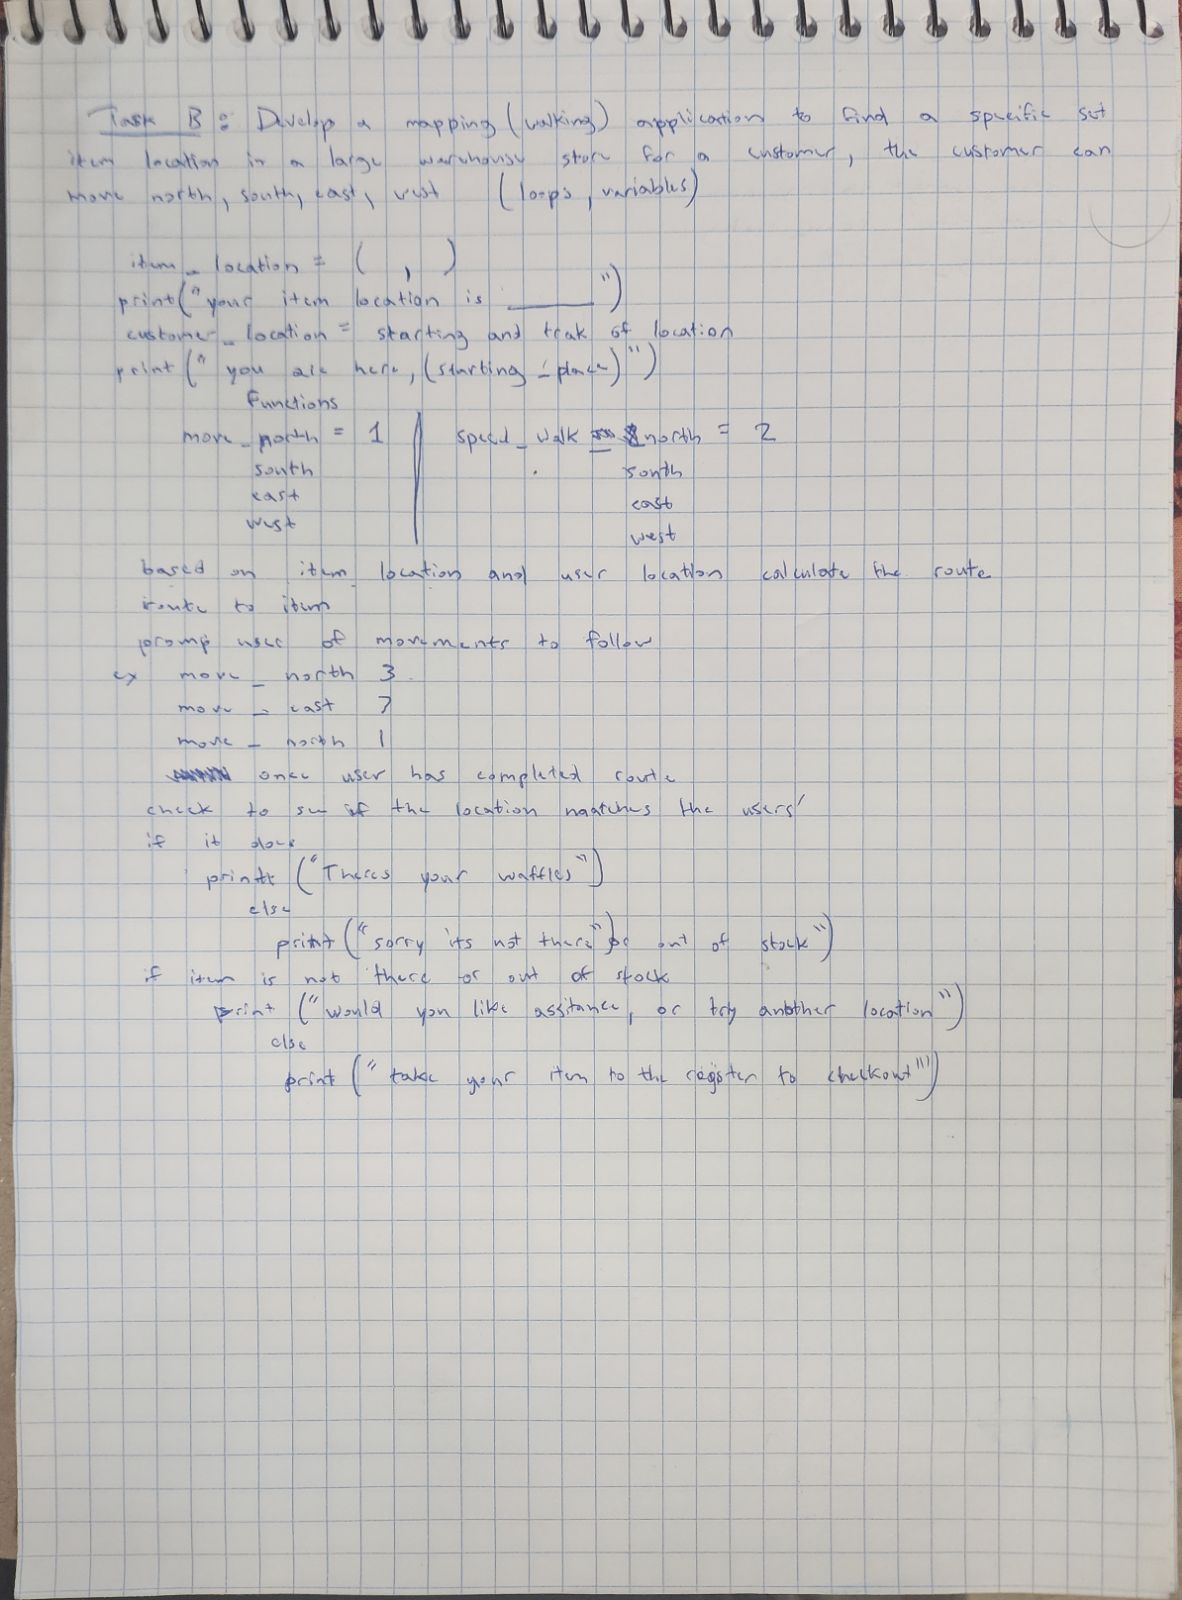 Task B: Develop a mapping (walking) application to find a specific set
item location in a large warehouse store for a customer, the customer can
move north, south, east, west (loops, variables)
item_location = ( , )
print("your item location is ______")
customer_location = starting and trak of location
print("you are here, (starting_place)")
functions
move_north = 1 | speed_walk_north = 2
south south
east east
west west
based on item location and user location calculate the route
route to item
promp user of movements to follow
ex move_north 3
move_east 7
move_north 1
once user has completed route
check to see if the location maatches the users'
if it does
print ("Theres your waffles")
else
print ("sorry its not there" or out of stock")
if item is not there or out of stock
print ("would you like assitance, or try another location")
else
print ("take your item to the register to checkout")